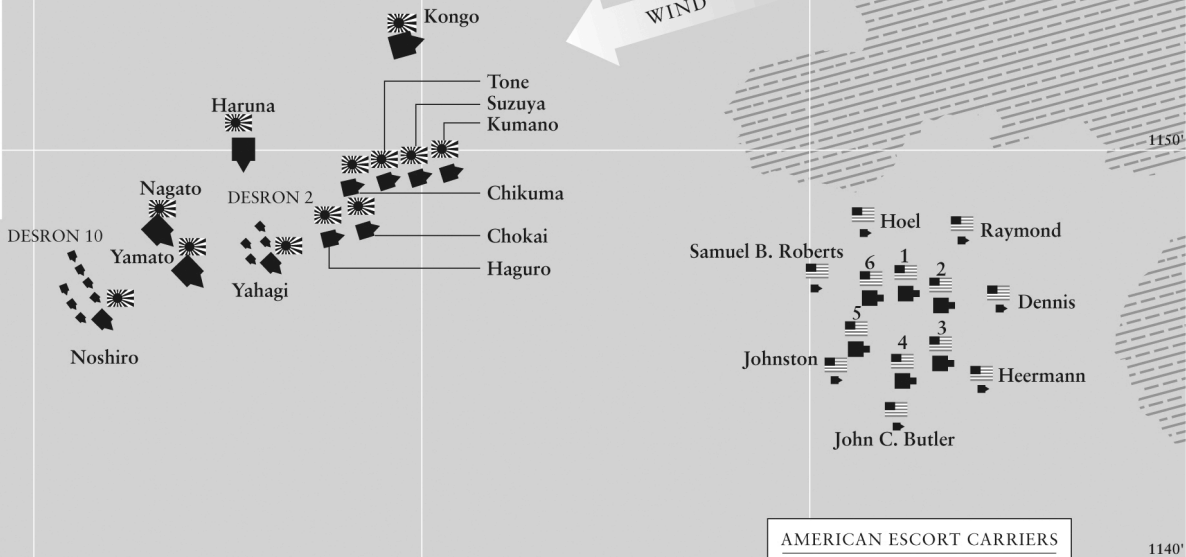 Kongo
WIND
Tone
Suzuya
Kumano
Haruna
1150'
Nagato
DESRON 2
Chikuma
Hoel
Raymond
DESRON 10
Yamato
Chokai
Samuel B. Roberts
6
1
2
Haguro
Yahagi
Dennis
5
3
Noshiro
Johnston
4
Heermann
John C. Butler
AMERICAN ESCORT CARRIERS
1140'